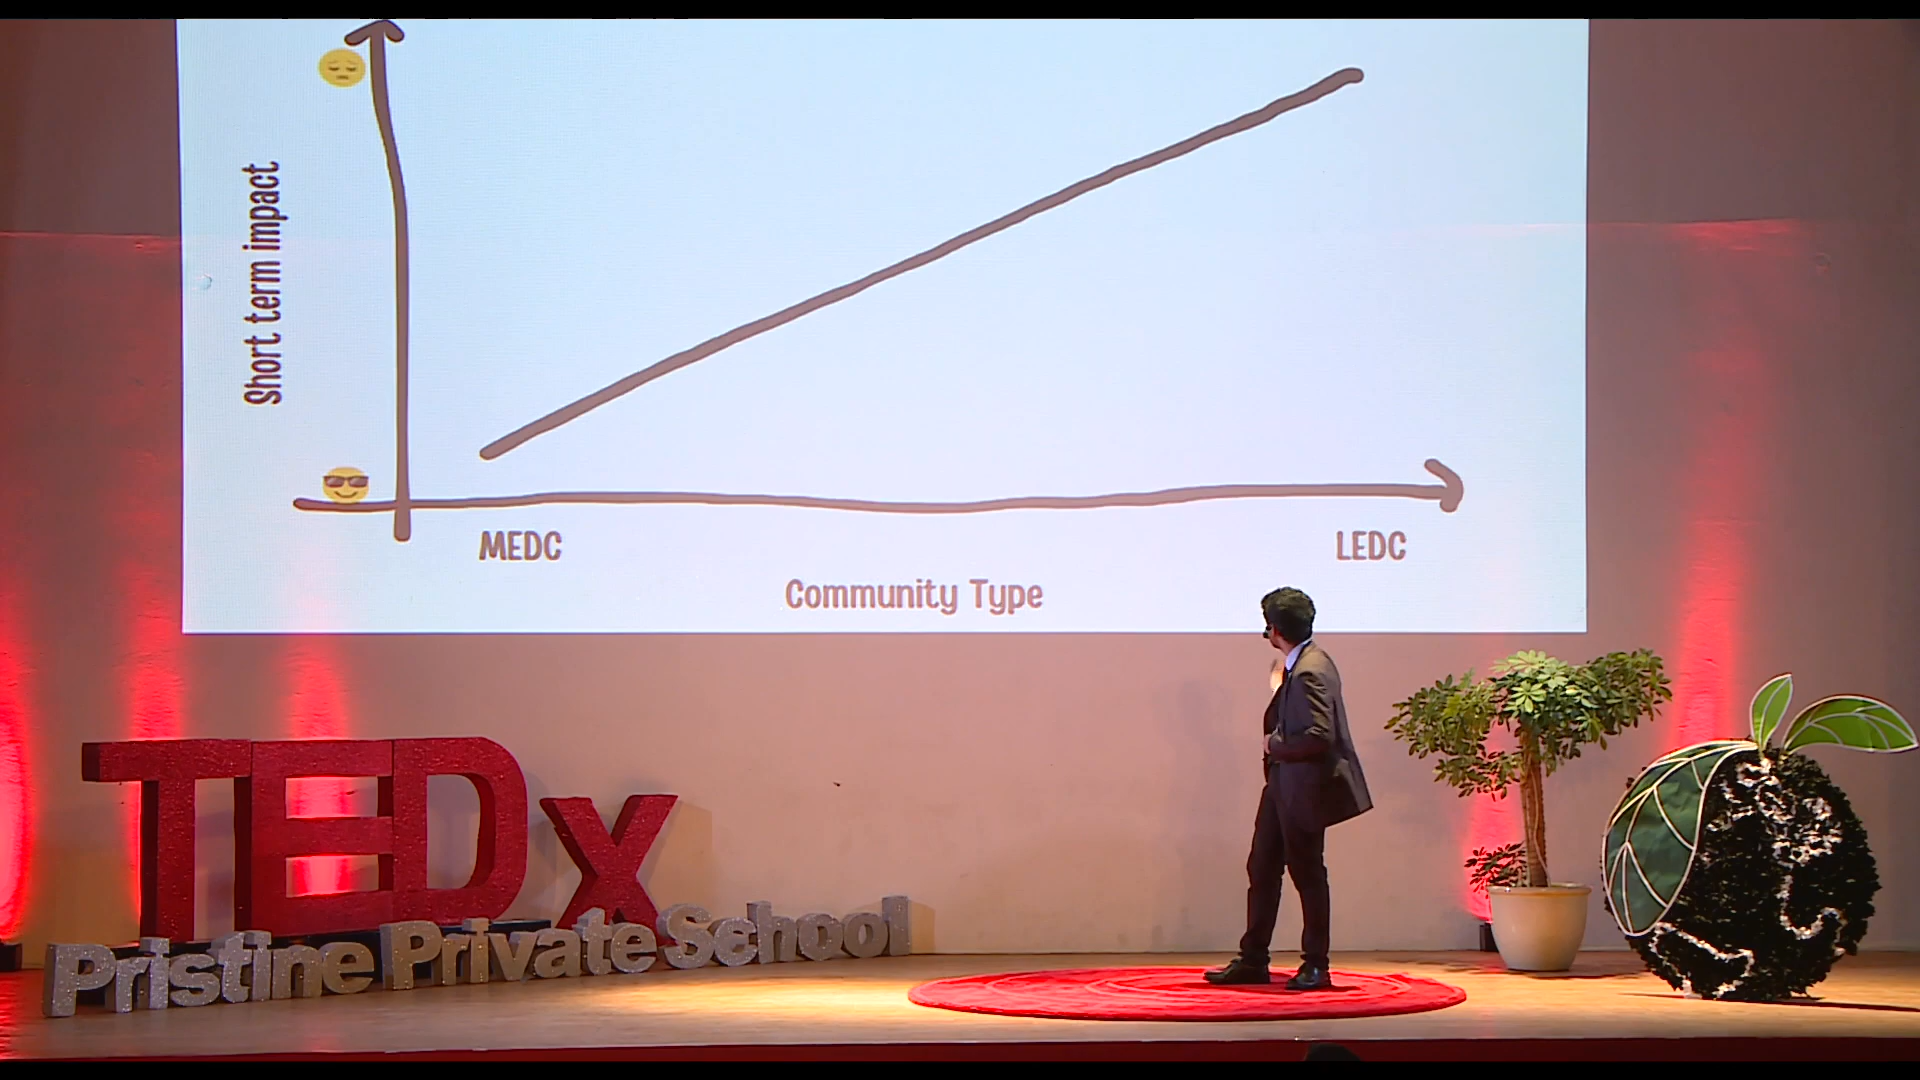 Short term impact
MEDC
LEDC
Community Type
TEDx
Pristine Private School